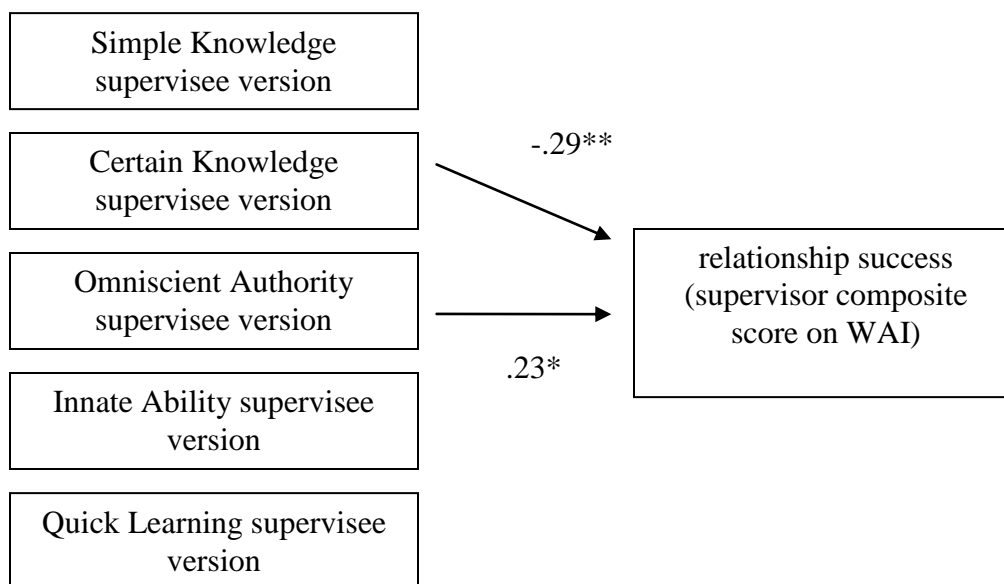 Simple Knowledge
supervisee version
-.29**
Certain Knowledge
supervisee version
relationship success
(supervisor composite
score on WAI)
Omniscient Authority
supervisee version
.23*
Innate Ability supervisee
version
Quick Learning supervisee
version